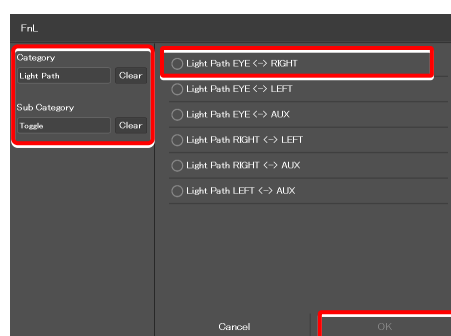 FnL
Category
Light Path
Clear
Sub Category
Toggle
Clear
Light Path EYE <-> RIGHT
Light Path EYE <-> LEFT
Light Path EYE <-> AUX
Light Path RIGHT <-> LEFT
Light Path RIGHT <-> AUX
Light Path LEFT <-> AUX
Cancel
OK